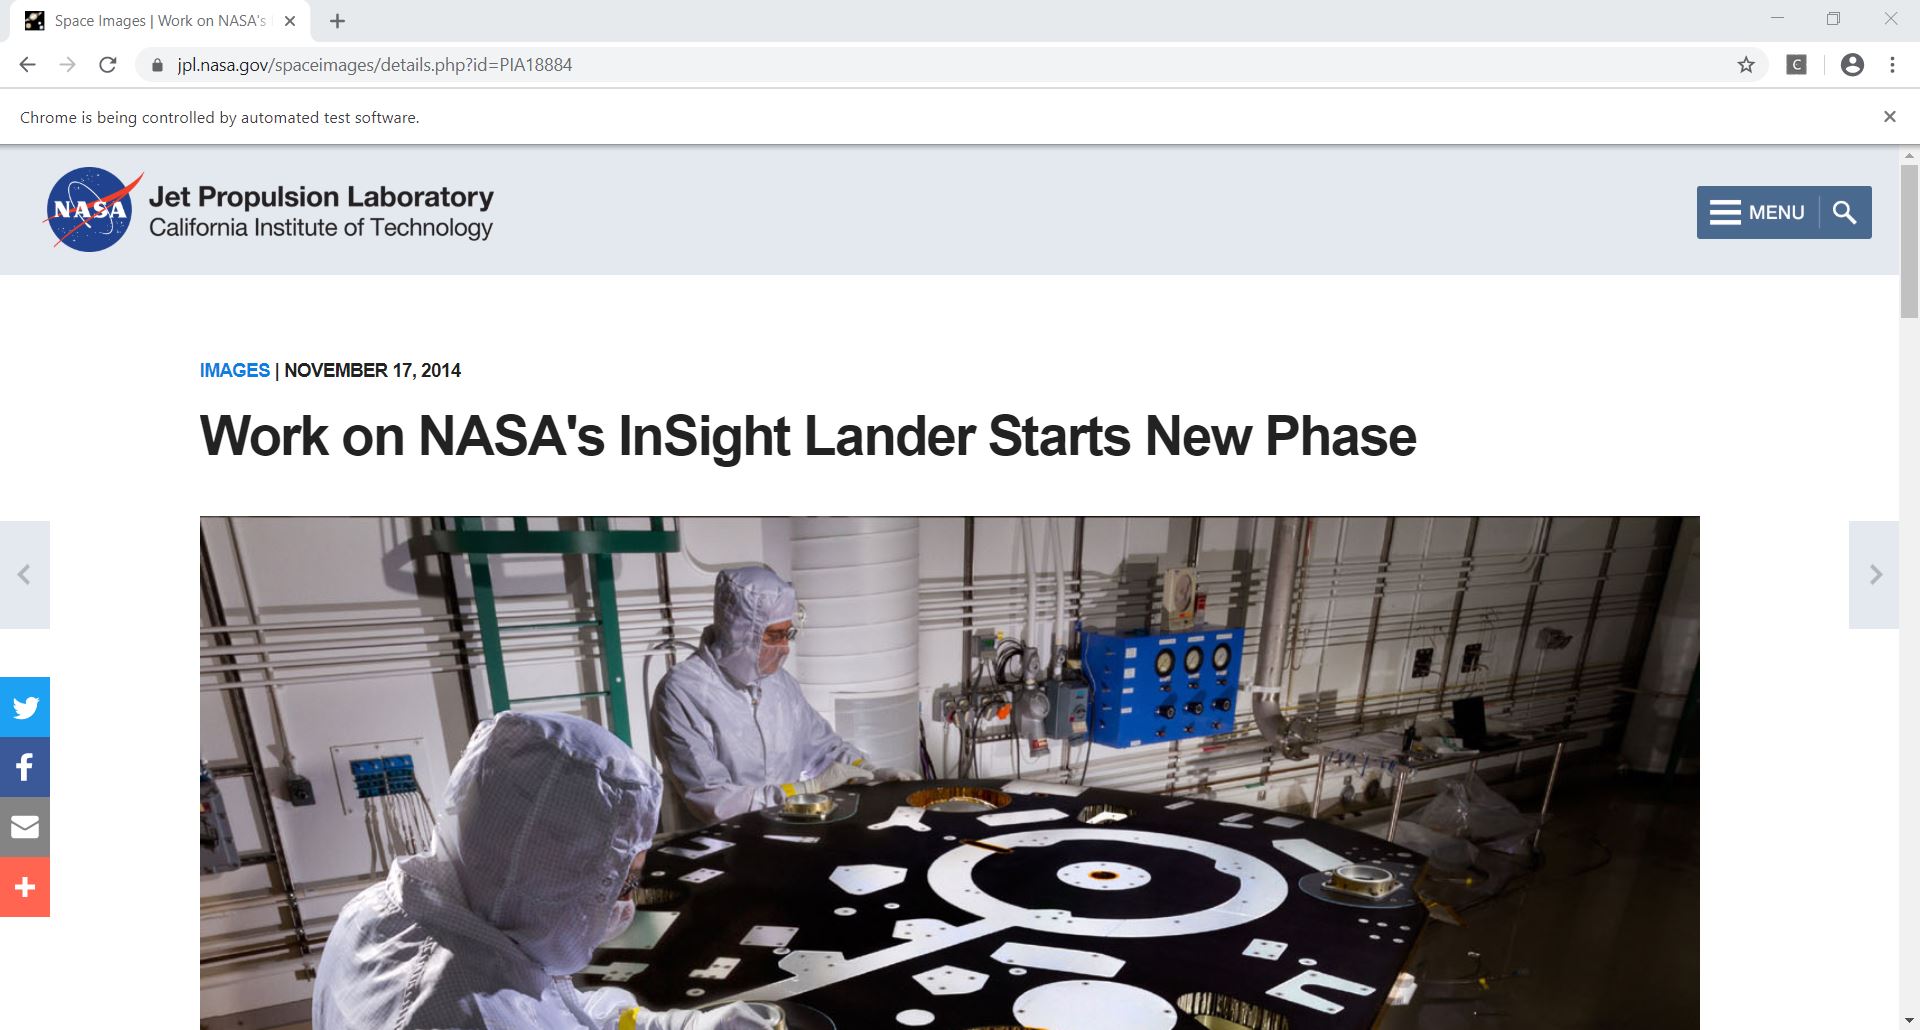 Space Images | Work on NASA's
jpl.nasa.gov/spaceimages/details.php?id=PIA18884
C
Chrome is being controlled by automated test software.
NASA
Jet Propulsion Laboratory
California Institute of Technology
MENU
IMAGES | NOVEMBER 17, 2014
Work on NASA's InSight Lander Starts New Phase